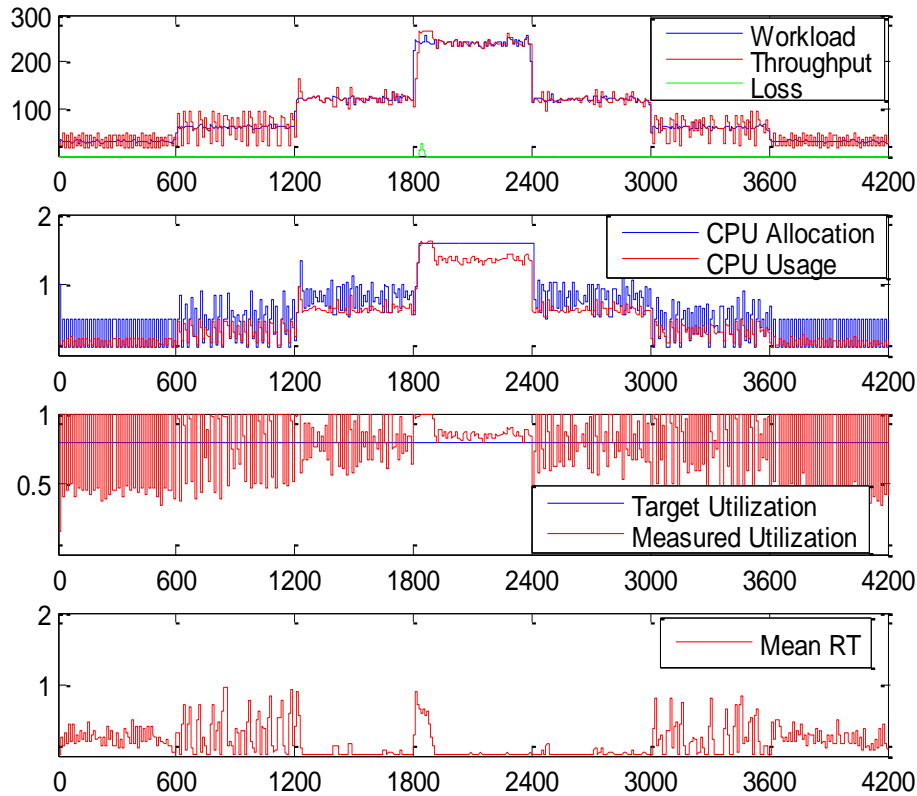 300
200
100
Workload
Throughput
Loss
0 600 1200 1800 2400 3000 3600 4200
2
1
CPU Allocation
CPU Usage
0 600 1200 1800 2400 3000 3600 4200
1
0.5
Target Utilization
Measured Utilization
0 600 1200 1800 2400 3000 3600 4200
2
1
Mean RT
0 600 1200 1800 2400 3000 3600 4200